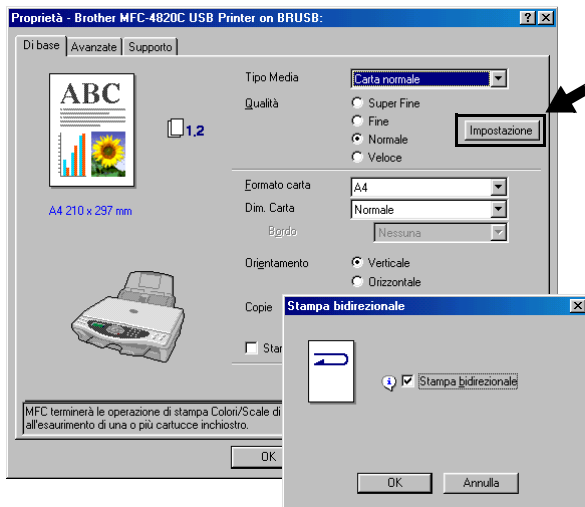 Proprietà - Brother MFC-4820C USB Printer on BRUSB:
Di base Avanzate Supporto
ABC
1.2
A4 210 x 297 mm
Tipo Media Carta normale
Qualità
Super Fine
Fine
Normale
Veloce
Impostazione
Formato carta A4
Dim. Carta Normale
Bordo Nessuna
Orientamento
Verticale
Orizzontale
Copie
MFC terminerà le operazione di stampa Colori/Scale di
all'esaurimento di una o più cartucce inchiostro.
OK
Stampa bidirezionale
Stampa bidirezionale
OK Annulla